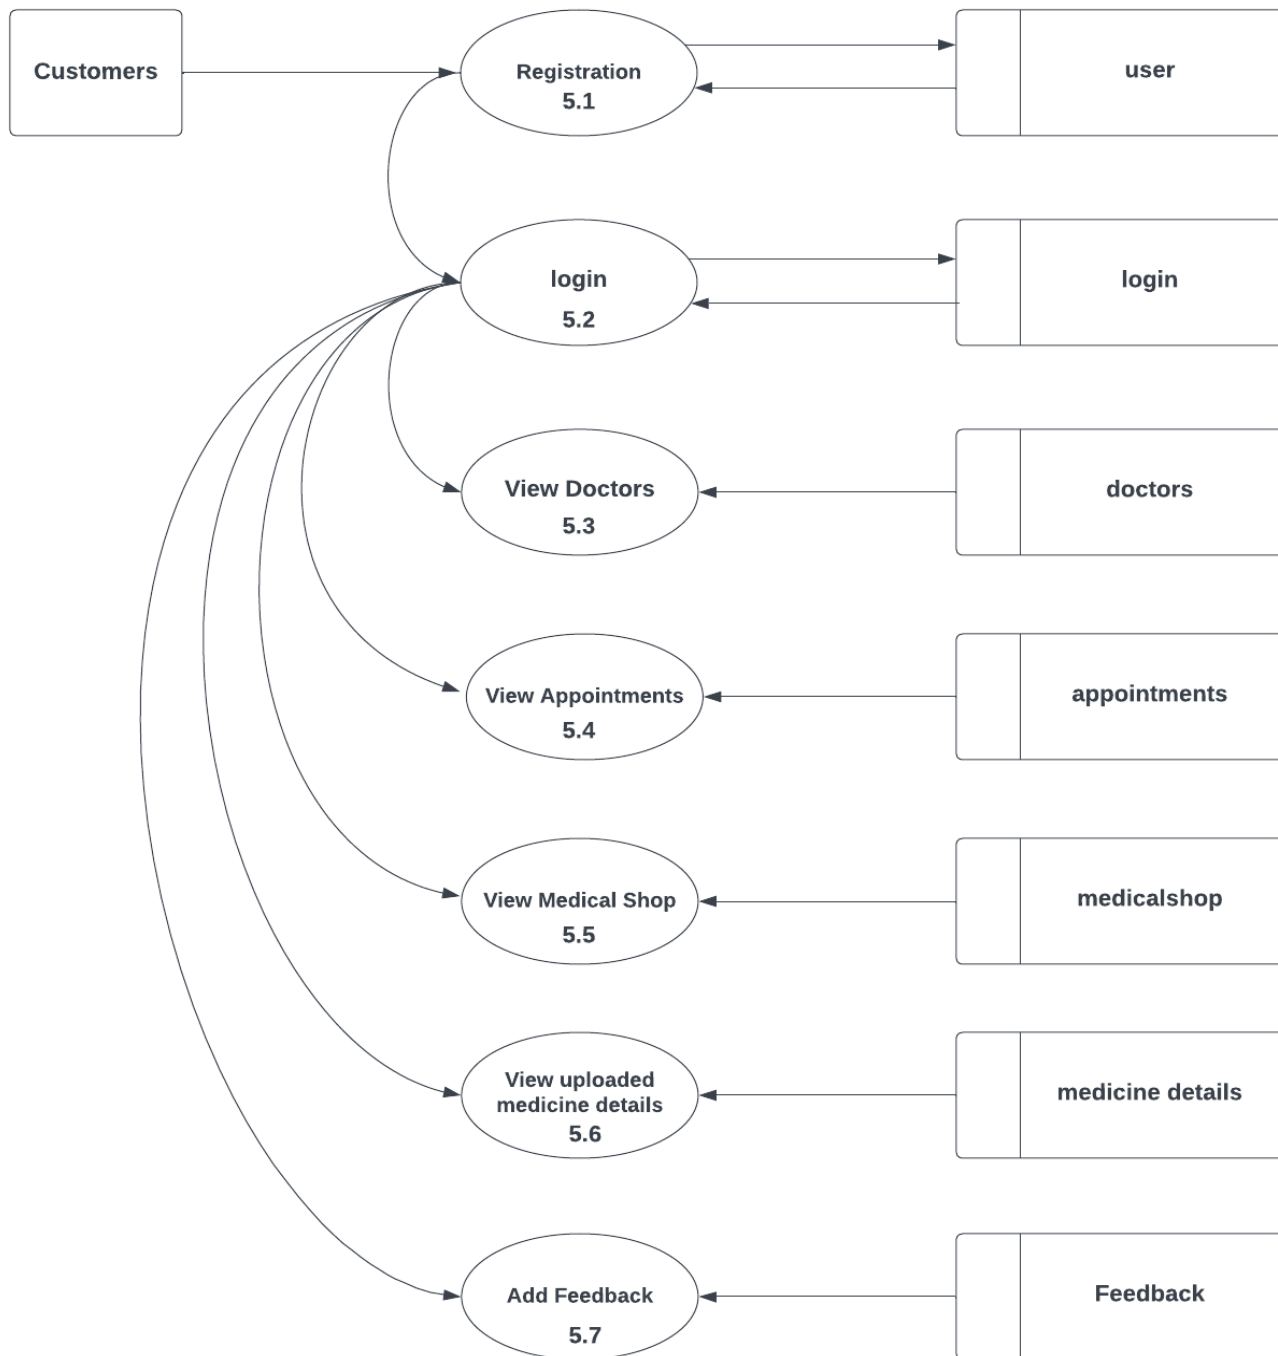 Customers
Registration
5.1
user
login
5.2
login
View Doctors
5.3
doctors
View Appointments
5.4
appointments
View Medical Shop
5.5
medicalshop
View uploaded
medicine details
5.6
medicine details
Add Feedback
5.7
Feedback